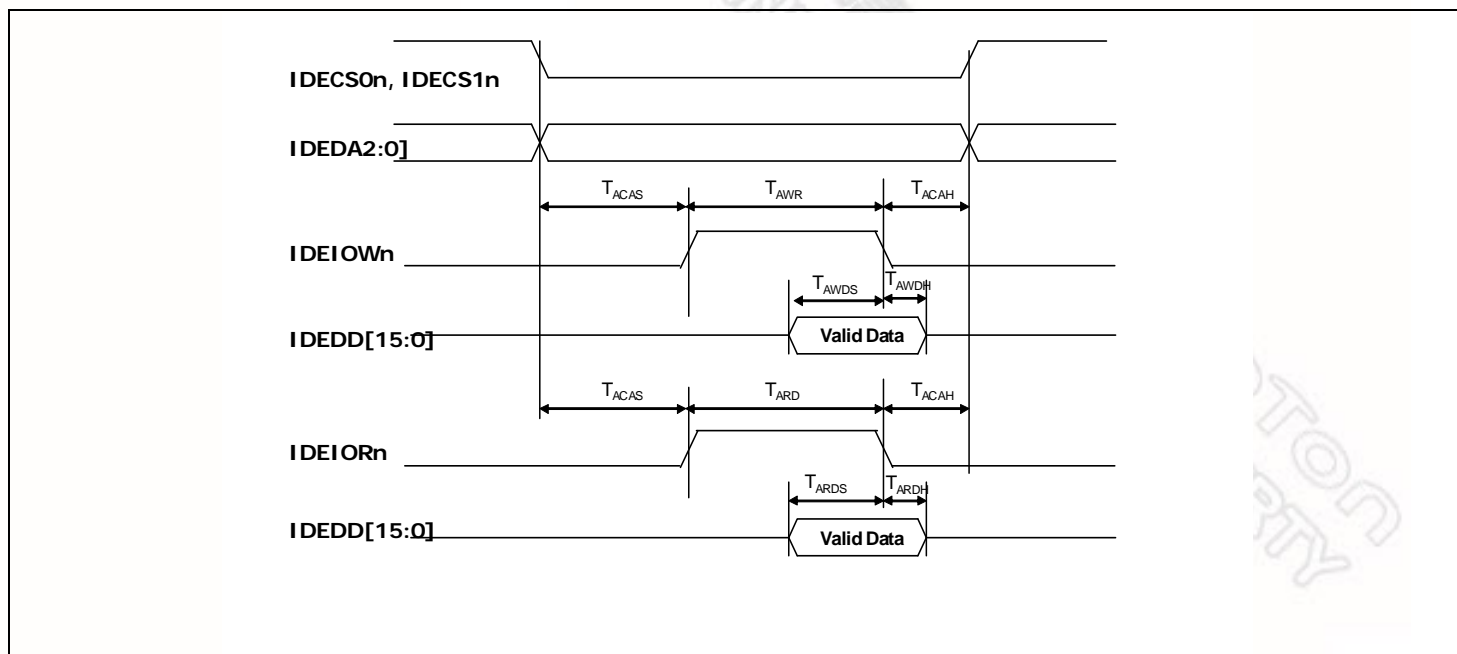 IDECS0n, IDECS1n
IDEDA2:0]
TACAS TAWR TACAH
IDEIOWn
TAWDS TAWDH
IDEDD[15:0] Valid Data
TACAS TARD TACAH
IDEIORn
TARDS TARDH
IDEDD[15:0] Valid Data